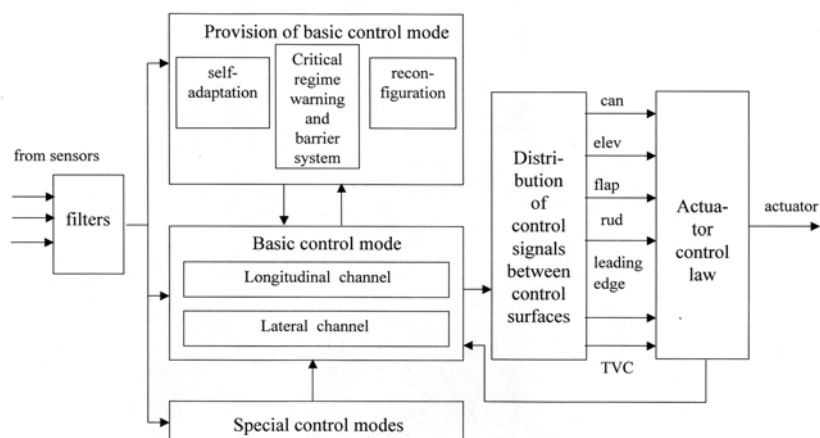 Provision of basic control mode
self-
adaptation
Critical
regime
warning
and
barrier
system
recon-
figuration
from sensors
filters
Basic control mode
Longitudinal channel
Lateral channel
Special control modes
Distri-
bution
of
control
signals
between
control
surfaces
can
elev
flap
rud
leading
edge
TVC
Actua-
tor
control
law
actuator